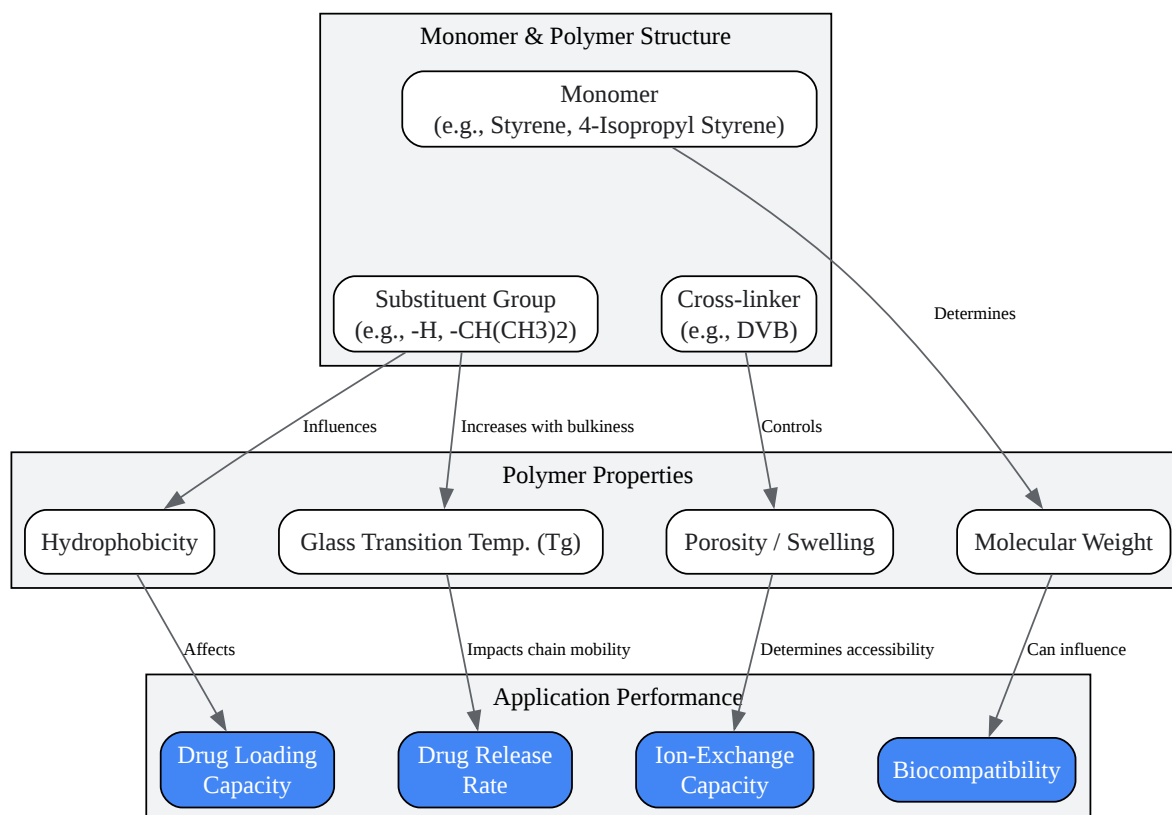 Monomer & Polymer Structure
Monomer
(e.g., Styrene, 4-Isopropyl Styrene)
Substituent Group
(e.g., -H, -CH(CH3)2)
Cross-linker
(e.g., DVB)
Determines
Influences
Increases with bulkiness
Controls
Polymer Properties
Hydrophobicity
Glass Transition Temp. (Tg)
Porosity / Swelling
Molecular Weight
Affects
Impacts chain mobility
Determines accessibility
Can influence
Application Performance
Drug Loading
Capacity
Drug Release
Rate
Ion-Exchange
Capacity
Biocompatibility